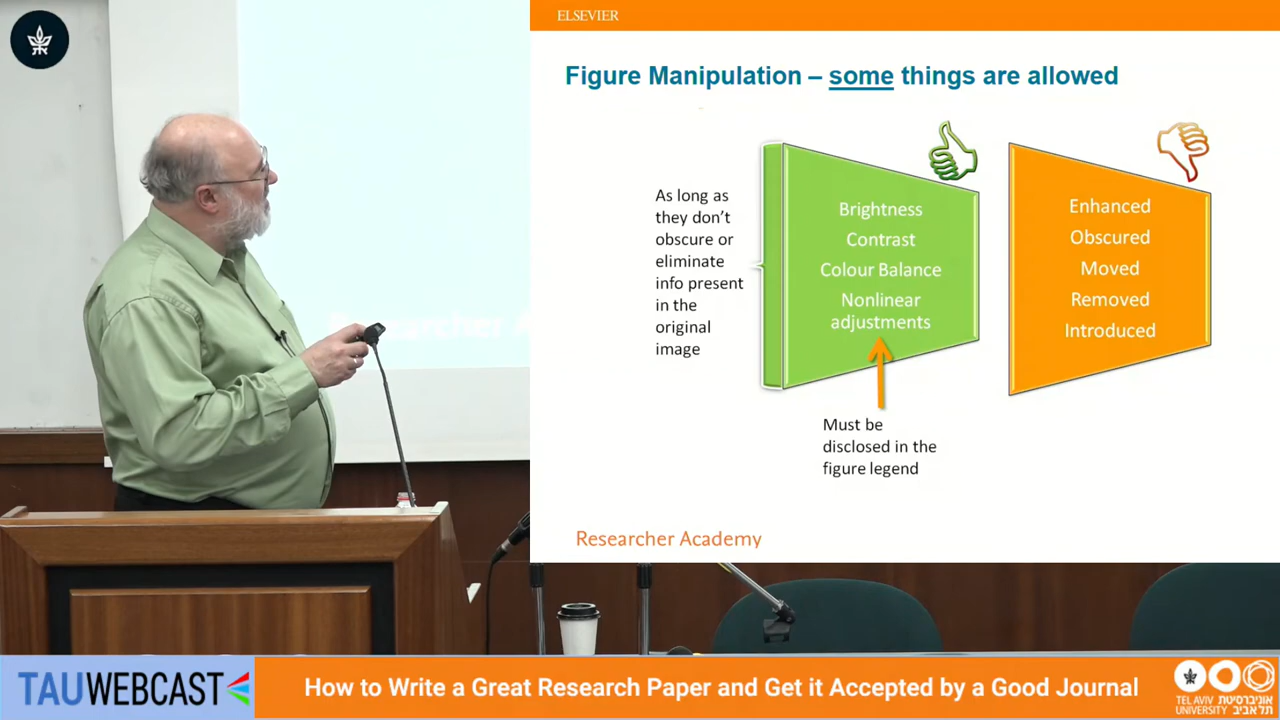 ELSEVIER
Figure Manipulation – some things are allowed
As long as
they don't
obscure or
eliminate
info present
in the
original
image
Brightness
Contrast
Colour Balance
Nonlinear
adjustments
Enhanced
Obscured
Moved
Removed
Introduced
Must be
disclosed in the
figure legend
Researcher Academy
Researcher A
TAUWEBCAST
How to Write a Great Research Paper and Get it Accepted by a Good Journal
TEL AVIV אוניברסיטת
UNIVERSITY תל אביב